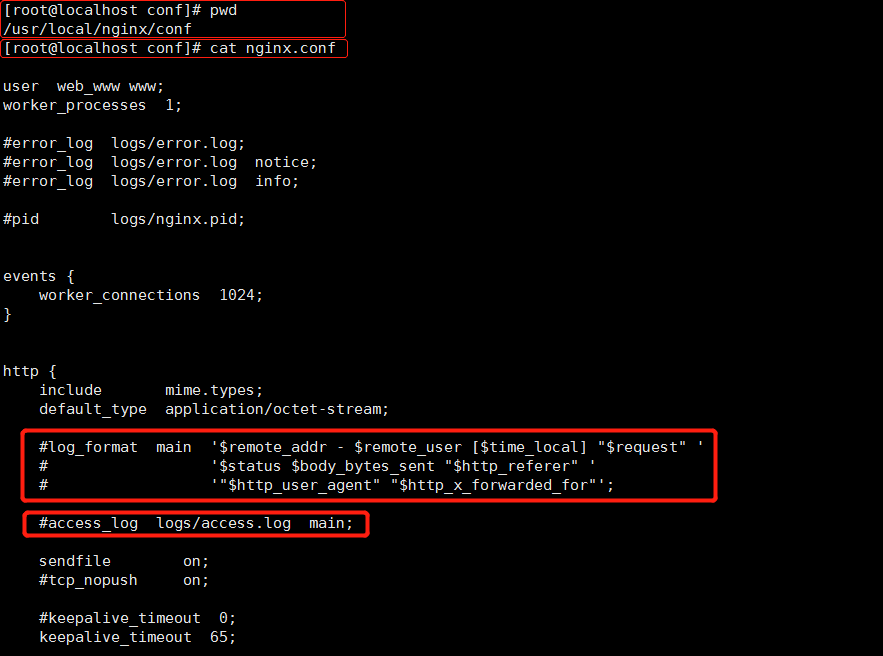 [root@localhost conf]# pwd
/usr/local/nginx/conf
[root@localhost conf]# cat nginx.conf
user  web_www www;
worker_processes  1;
#error_log  logs/error.log;
#error_log  logs/error.log  notice;
#error_log  logs/error.log  info;
#pid        logs/nginx.pid;
events {
    worker_connections  1024;
}
http {
    include       mime.types;
    default_type  application/octet-stream;
    #log_format  main  '$remote_addr - $remote_user [$time_local] "$request" '
    #                  '$status $body_bytes_sent "$http_referer" '
    #                  '"$http_user_agent" "$http_x_forwarded_for"';
    #access_log  logs/access.log  main;
    sendfile        on;
    #tcp_nopush     on;
    #keepalive_timeout  0;
    keepalive_timeout  65;